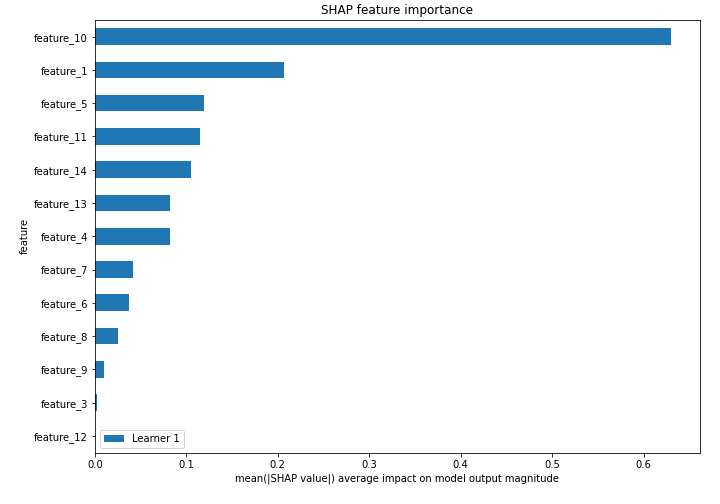 SHAP feature importance
feature_10
feature_1
feature_5
feature_11
feature_14
feature_13
feature_4
feature_7
feature_6
feature_8
feature_9
feature_3
feature_12
feature
Learner 1
0.0 0.1 0.2 0.3 0.4 0.5 0.6
mean(|SHAP value|) average impact on model output magnitude